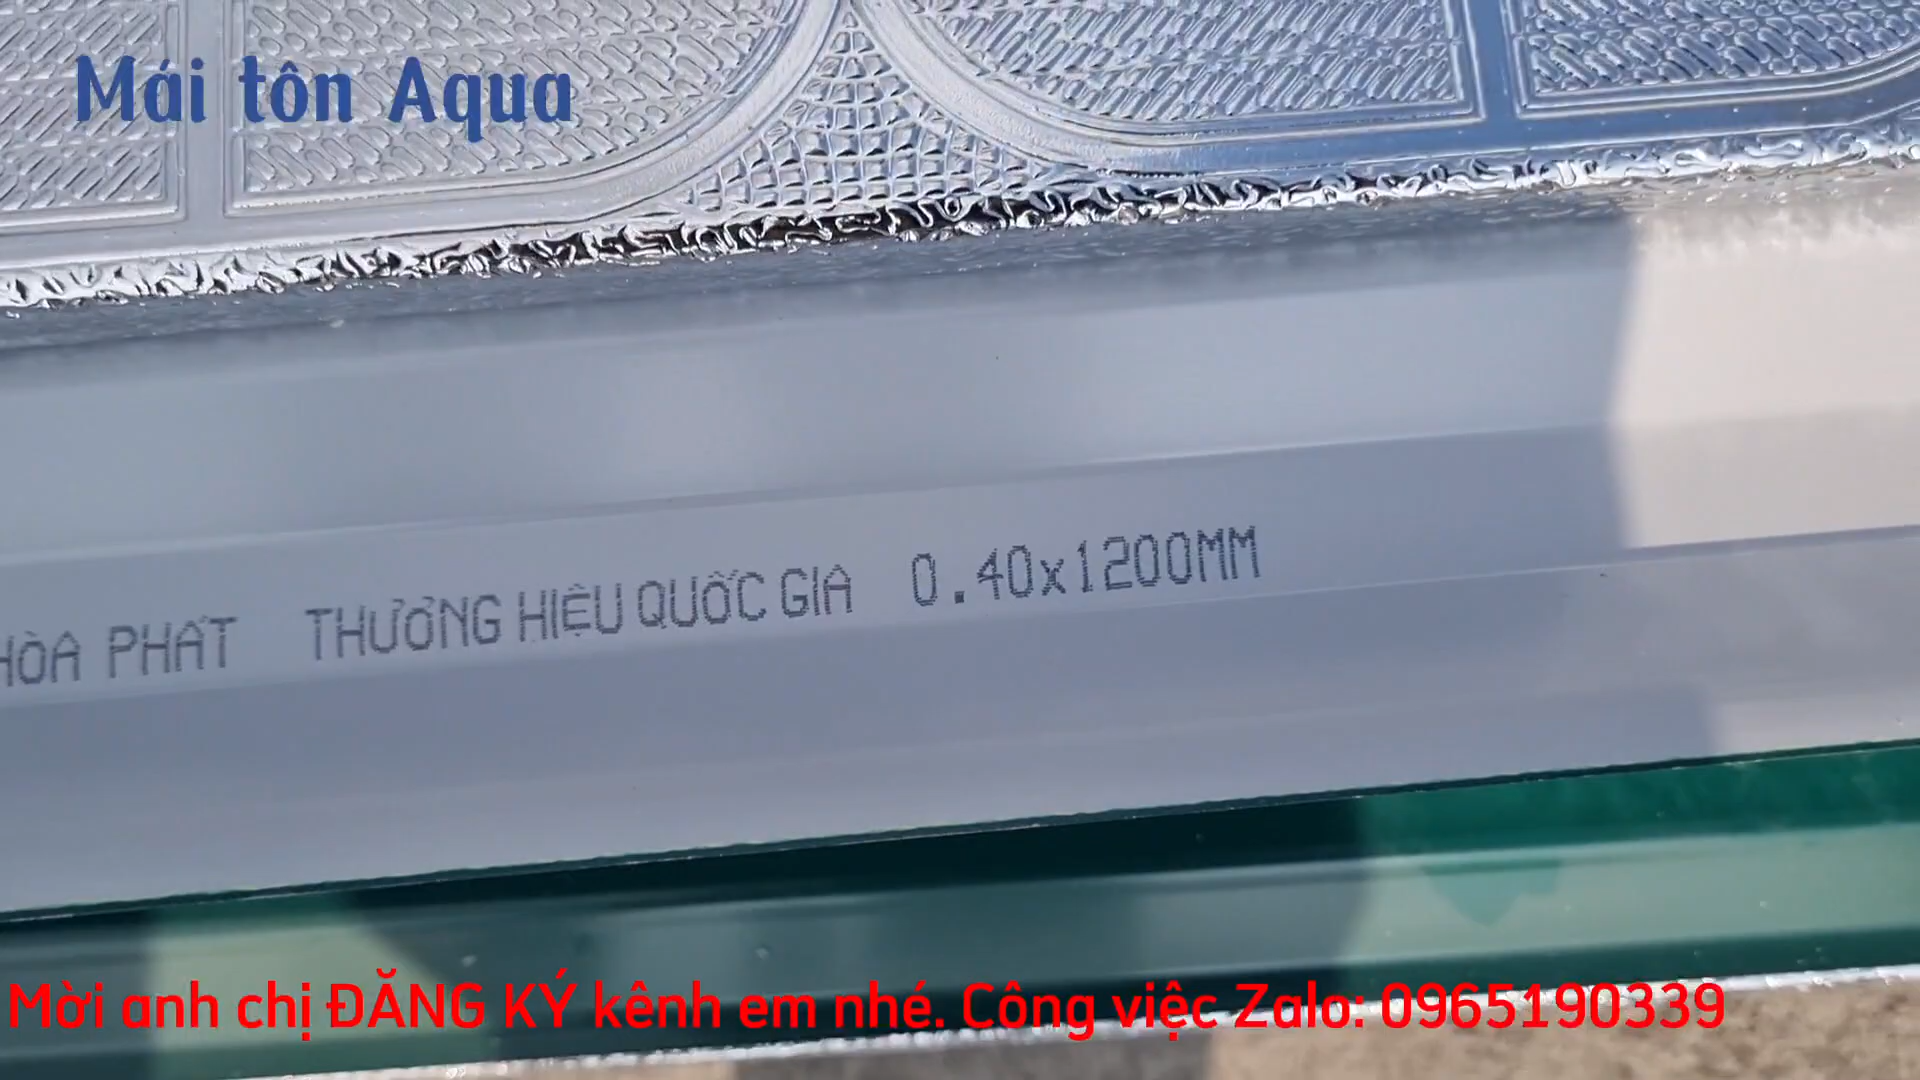 Mái tôn Aqua
HÒA PHÁT THƯƠNG HIỆU QUỐC GIA 0.40x1200MM
Mời anh chị ĐĂNG KÝ kênh em nhé. Công việc Zalo: 0965190339